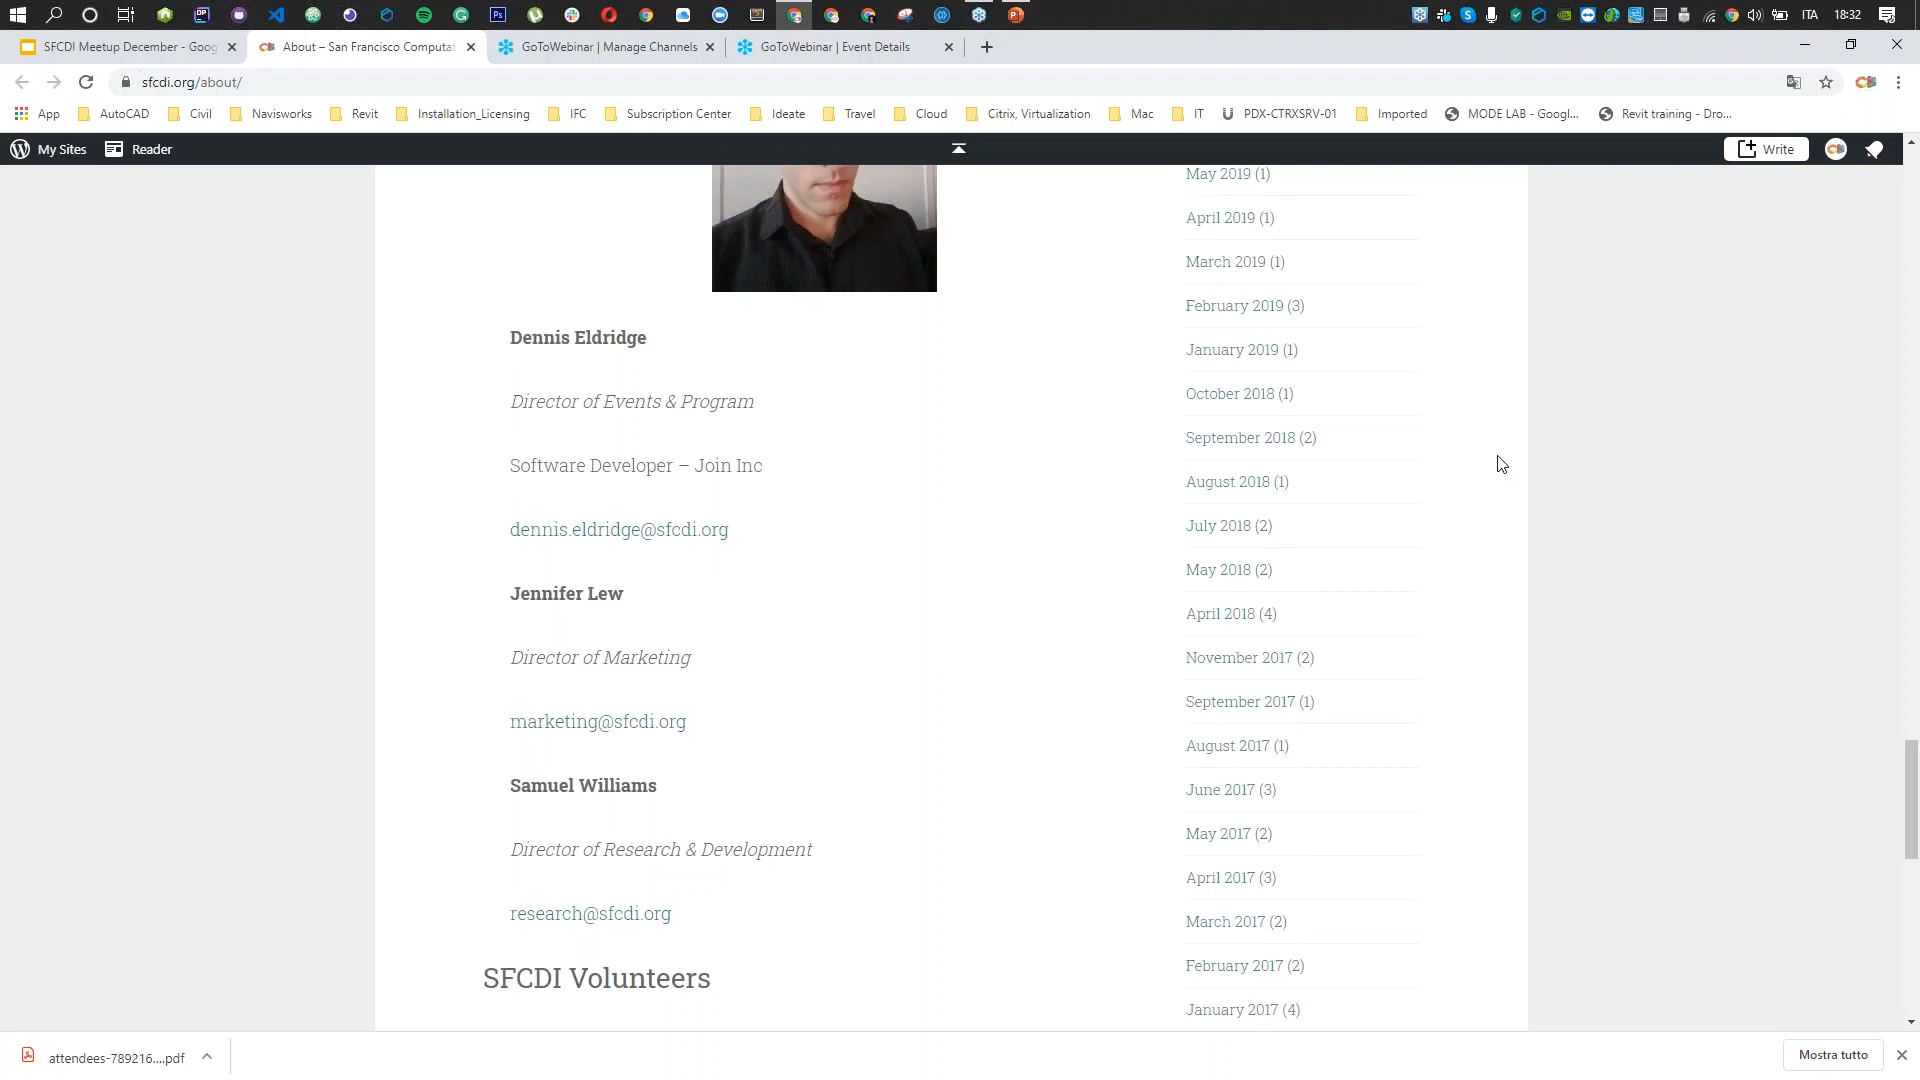 ITA 18:32
SFCDI Meetup December - Goog
About – San Francisco Computat
GoToWebinar | Manage Channels
GoToWebinar | Event Details
sfcdi.org/about/
App AutoCAD Civil Navisworks Revit Installation_Licensing IFC Subscription Center Ideate Travel Cloud Citrix, Virtualization Mac IT PDX-CTRXSRV-01 Imported MODE LAB - Googl... Revit training - Dro...
My Sites Reader Write
Dennis Eldridge
Director of Events & Program
Software Developer – Join Inc
dennis.eldridge@sfcdi.org
Jennifer Lew
Director of Marketing
marketing@sfcdi.org
Samuel Williams
Director of Research & Development
research@sfcdi.org
SFCDI Volunteers
May 2019 (1)
April 2019 (1)
March 2019 (1)
February 2019 (3)
January 2019 (1)
October 2018 (1)
September 2018 (2)
August 2018 (1)
July 2018 (2)
May 2018 (2)
April 2018 (4)
November 2017 (2)
September 2017 (1)
August 2017 (1)
June 2017 (3)
May 2017 (2)
April 2017 (3)
March 2017 (2)
February 2017 (2)
January 2017 (4)
attendees-789216....pdf
Mostra tutto